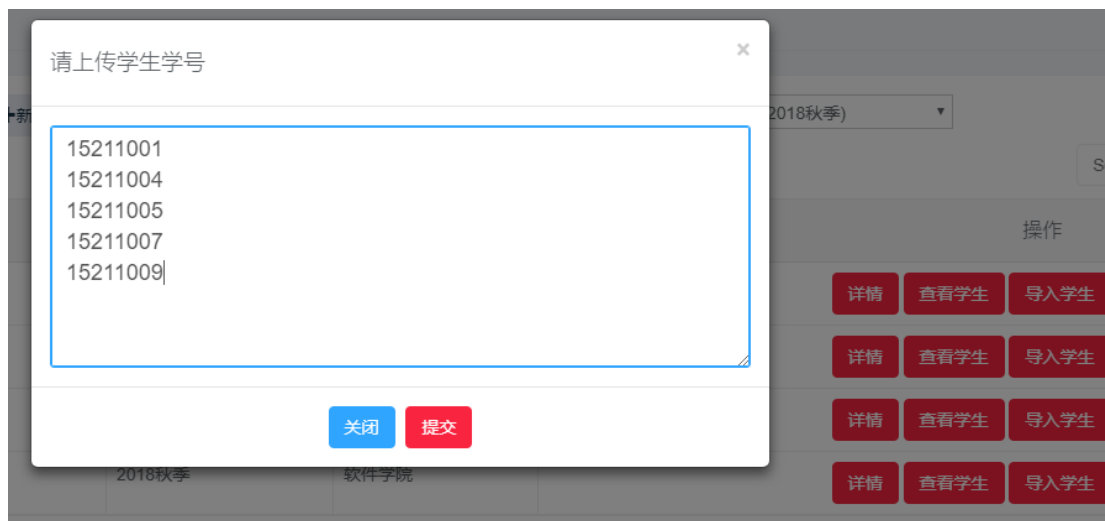 请上传学生学号
×
新
2018秋季)
15211001
15211004
15211005
15211007
15211009
S
操作
详情 查看学生 导入学生
详情 查看学生 导入学生
详情 查看学生 导入学生
关闭 提交
2018秋季 软件学院
详情 查看学生 导入学生